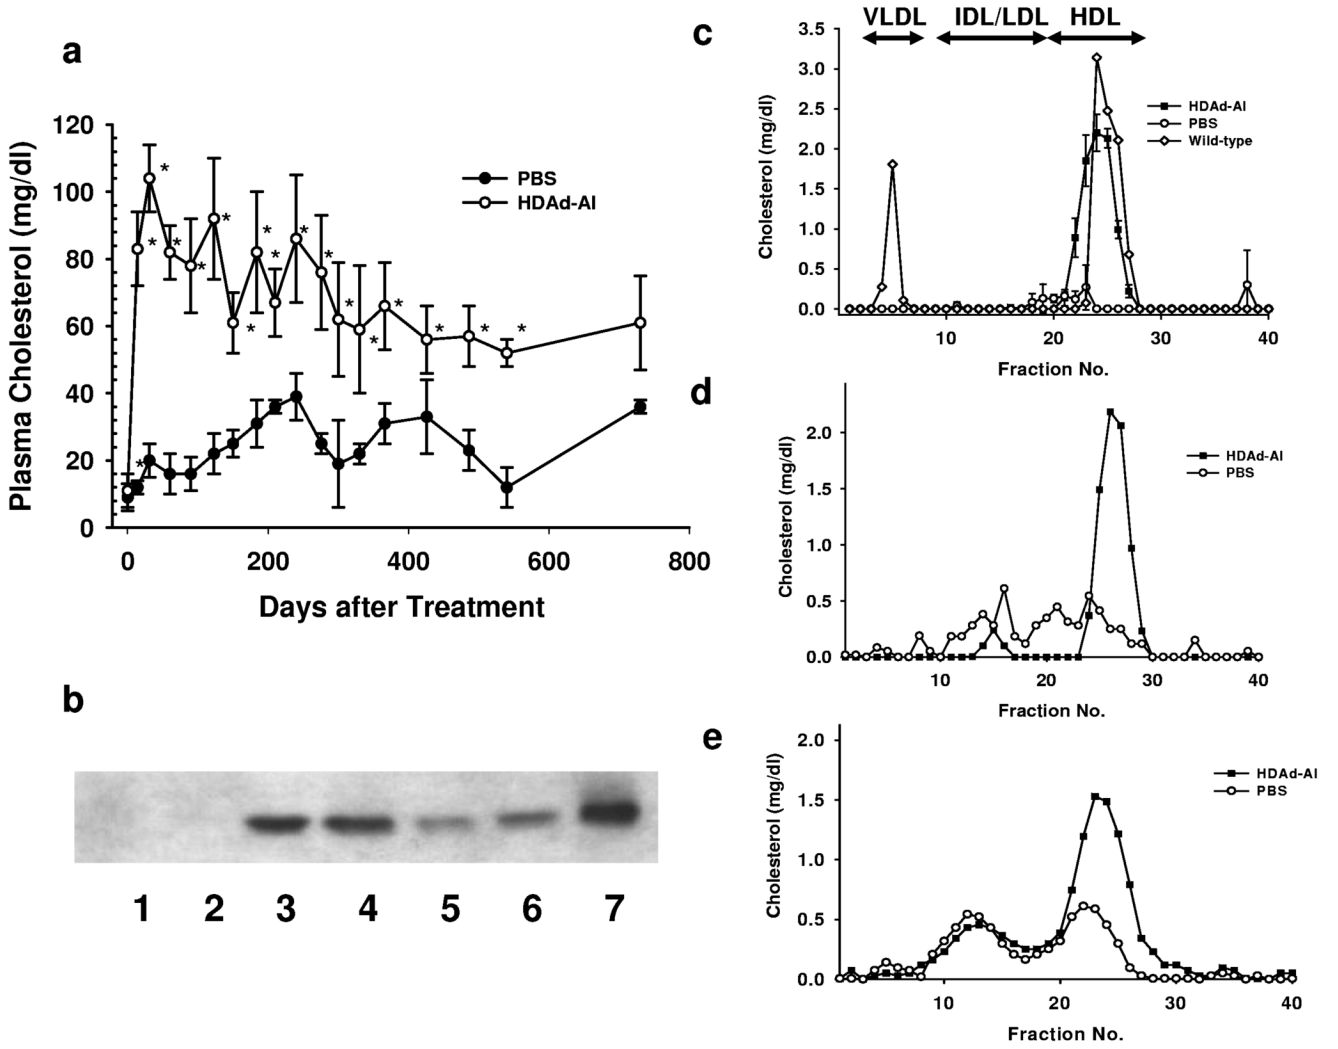 a
120
100
80
60
40
20
0
Plasma Cholesterol (mg/dl)
PBS
HDAd-AI
* * * * * * * * * * * * * * * * *
0 200 400 600 800
Days after Treatment
b
1 2 3 4 5 6 7
c
VLDL IDL/LDL HDL
3.5
3.0
2.5
2.0
1.5
1.0
0.5
0.0
Cholesterol (mg/dl)
HDAd-AI
PBS
Wild-type
10 20 30 40
Fraction No.
d
2.0
1.5
1.0
0.5
0.0
Cholesterol (mg/dl)
HDAd-AI
PBS
10 20 30 40
Fraction No.
e
2.0
1.5
1.0
0.5
0.0
Cholesterol (mg/dl)
HDAd-AI
PBS
10 20 30 40
Fraction No.